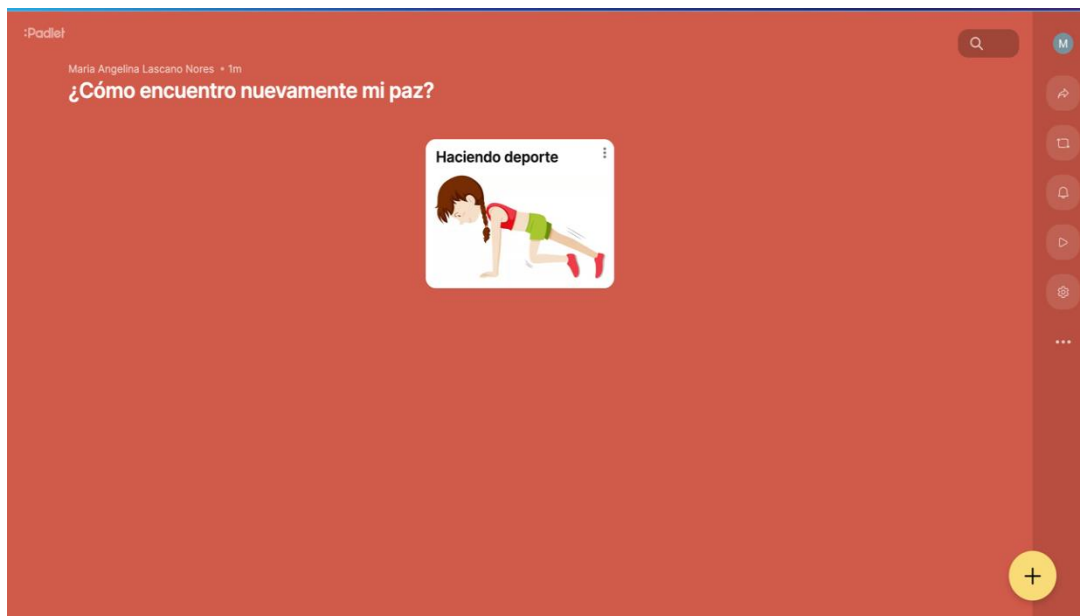 :Padlet
Maria Angelina Lascano Nores • 1m
¿Cómo encuentro nuevamente mi paz?
Haciendo deporte
M